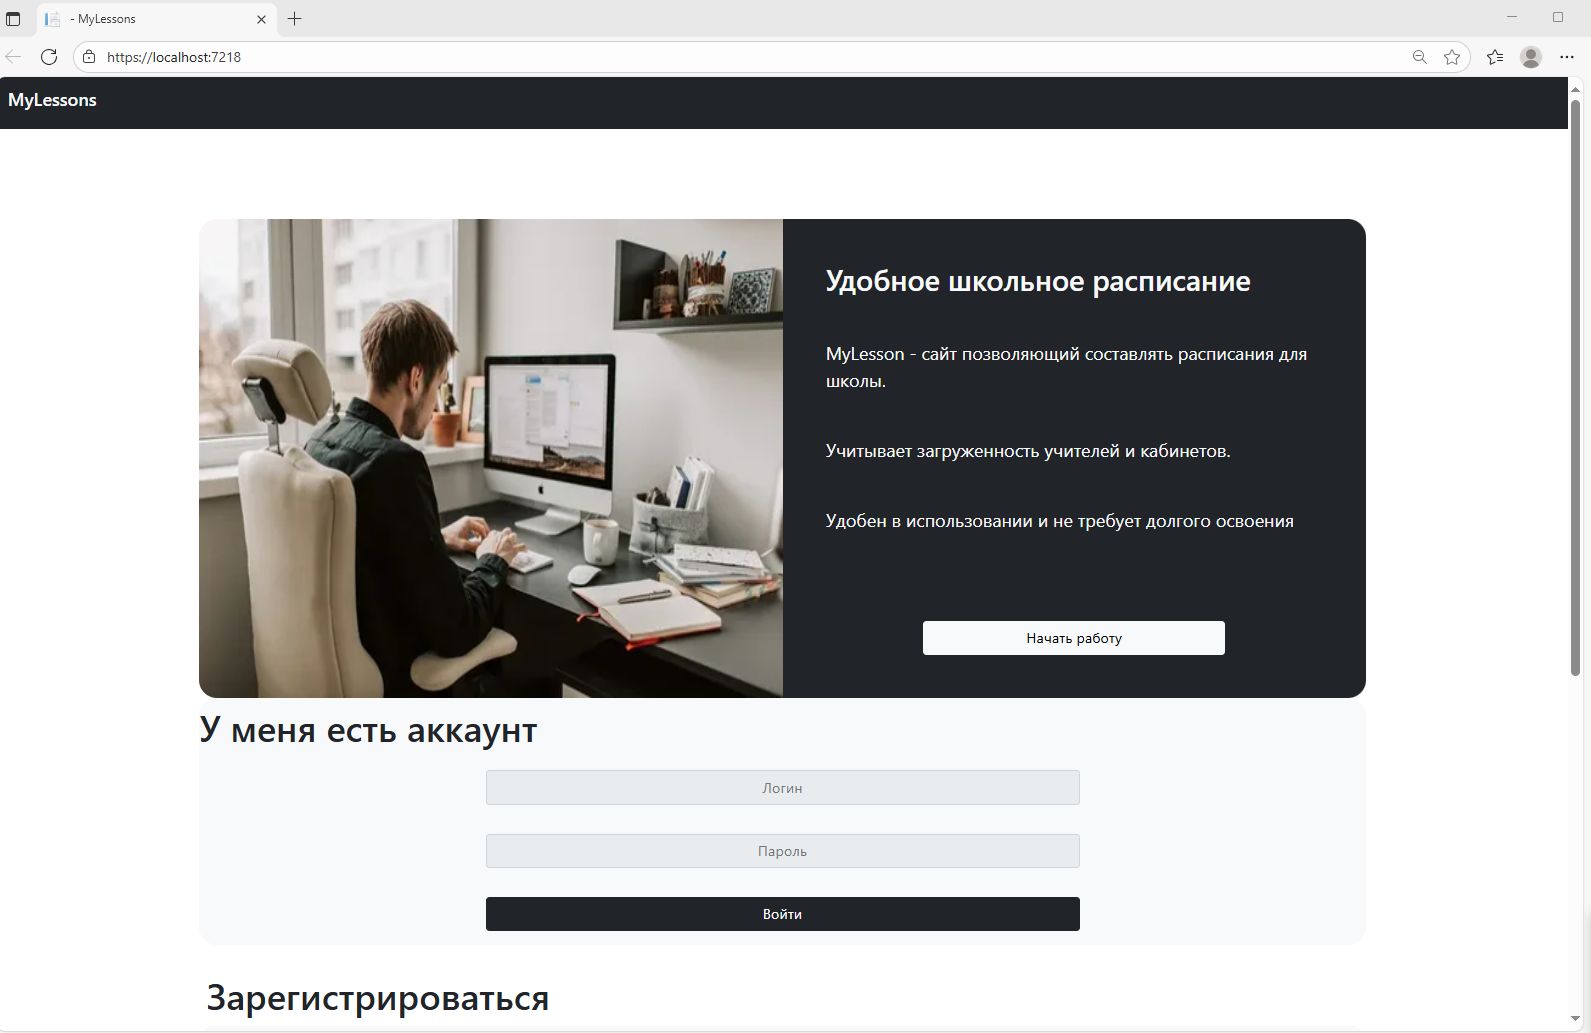 - MyLessons
https://localhost:7218
MyLessons
Удобное школьное расписание
MyLesson - сайт позволяющий составлять расписания для
школы.
Учитывает загруженность учителей и кабинетов.
Удобен в использовании и не требует долгого освоения
Начать работу
У меня есть аккаунт
Логин
Пароль
Войти
Зарегистрироваться